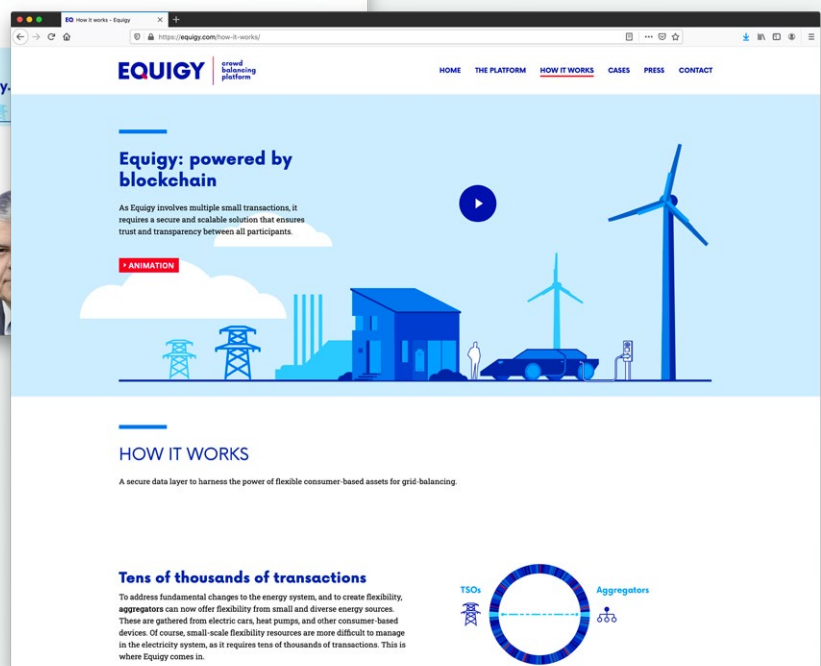 EQ How it works - Equigy
https://equigy.com/how-it-works/
y.
EQUIGY
crowd
balancing
platform
HOME THE PLATFORM HOW IT WORKS CASES PRESS CONTACT
Equigy: powered by
blockchain
As Equigy involves multiple small transactions, it
requires a secure and scalable solution that ensures
trust and transparency between all participants.
ANIMATION
HOW IT WORKS
A secure data layer to harness the power of flexible consumer-based assets for grid-balancing.
Tens of thousands of transactions
To address fundamental changes to the energy system, and to create flexibility,
aggregators can now offer flexibility from small and diverse energy sources.
These are gathered from electric cars, heat pumps, and other consumer-based
devices. Of course, small-scale flexibility resources are more difficult to manage
in the electricity system, as it requires tens of thousands of transactions. This is
where Equigy comes in.
TSOs
Aggregators